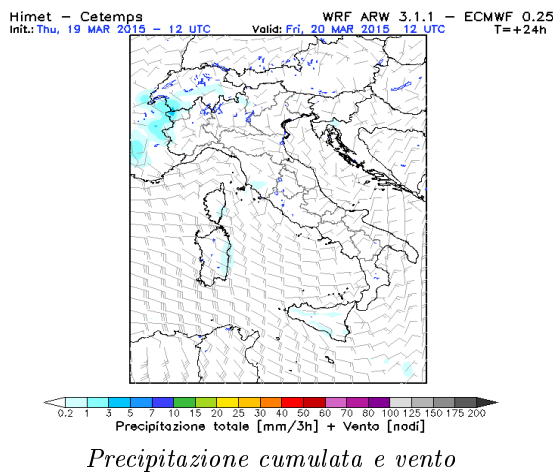 Himet - Cetemps WRF ARW 3.1.1 - ECMWF 0.25
Init.: Thu, 19 MAR 2015 - 12 UTC Valid: Fri, 20 MAR 2015 12 UTC T=+24h
0.2 1 3 5 7 10 15 20 25 30 40 50 60 70 80 100 125 150 175 200
Precipitazione totale [mm/3h] + Vento [nodi]
Precipitazione cumulata e vento